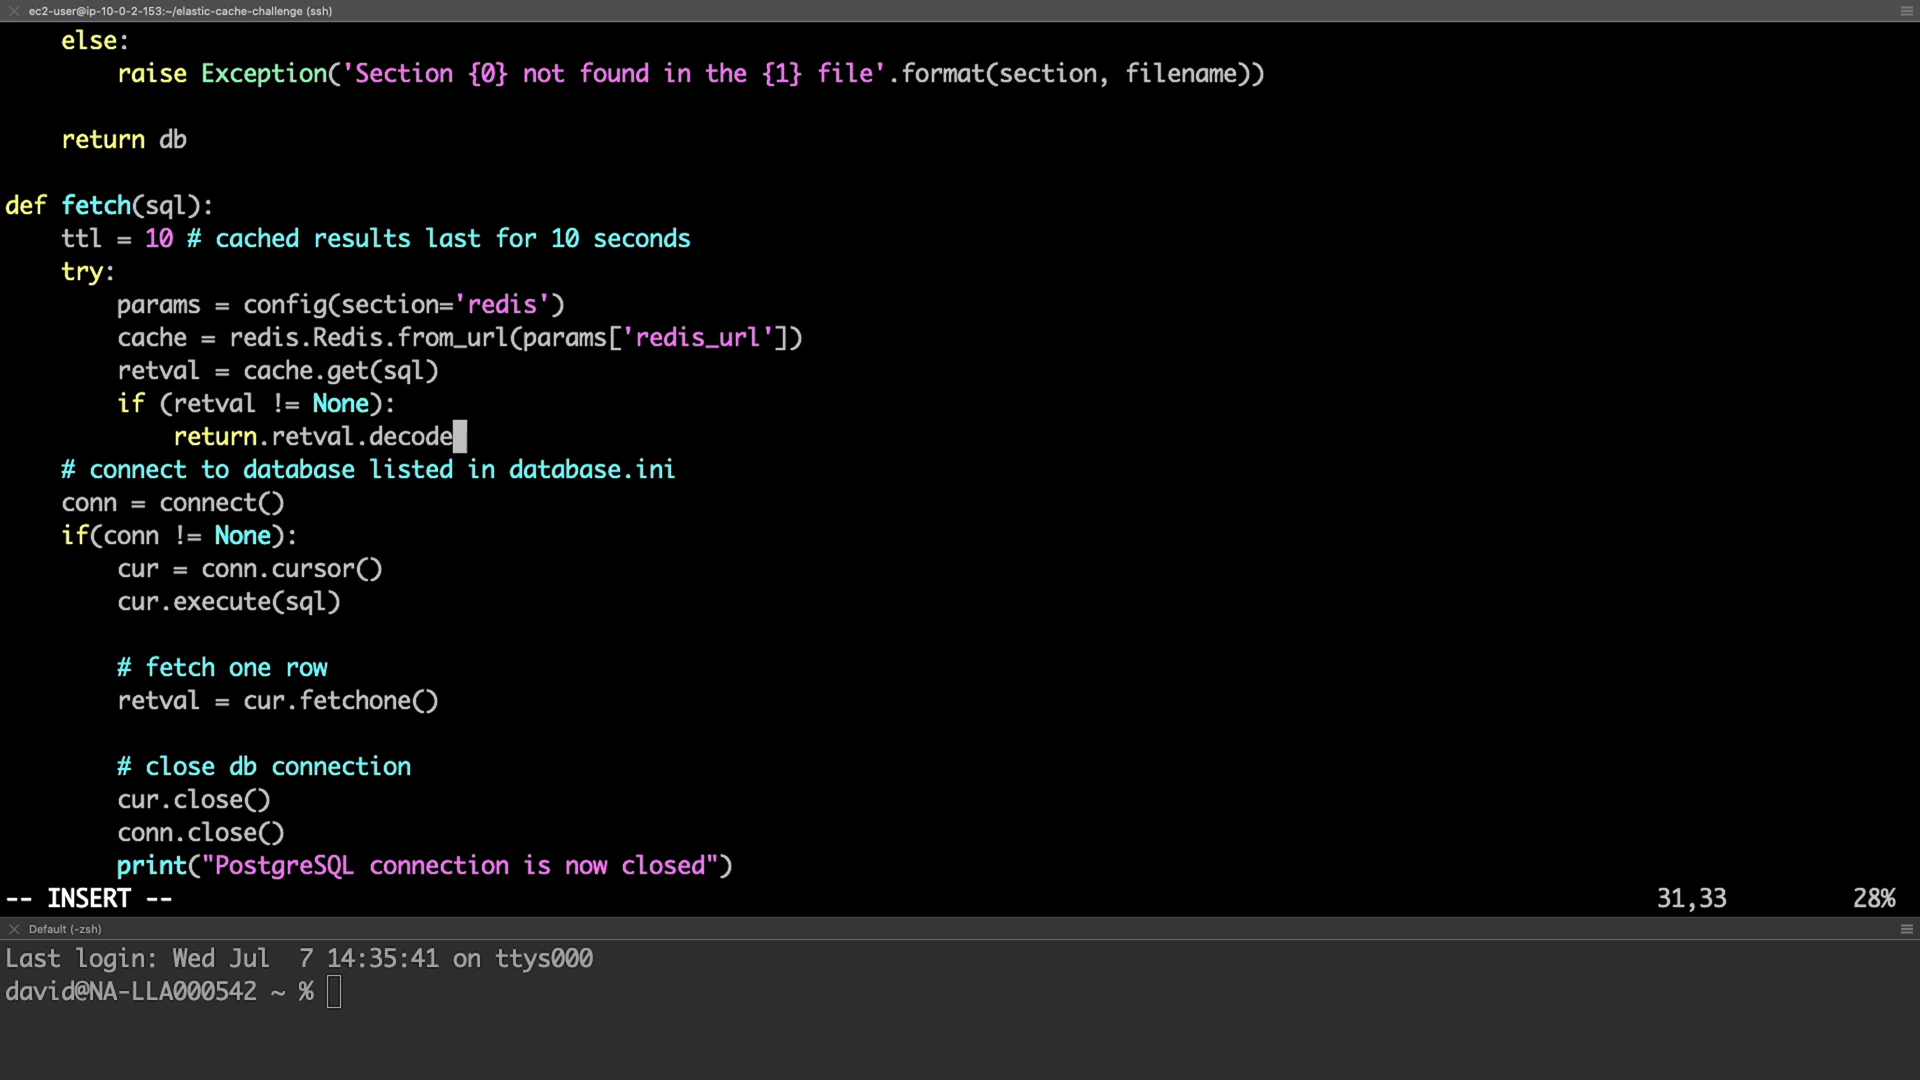 ec2-user@ip-10-0-2-153:~/elastic-cache-challenge (ssh)
    else:
        raise Exception('Section {0} not found in the {1} file'.format(section, filename))
    return db
def fetch(sql):
    ttl = 10 # cached results last for 10 seconds
    try:
        params = config(section='redis')
        cache = redis.Redis.from_url(params['redis_url'])
        retval = cache.get(sql)
        if (retval != None):
            return.retval.decode
    # connect to database listed in database.ini
    conn = connect()
    if(conn != None):
        cur = conn.cursor()
        cur.execute(sql)
        # fetch one row
        retval = cur.fetchone()
        # close db connection
        cur.close()
        conn.close()
        print("PostgreSQL connection is now closed")
-- INSERT -- 31,33 28%
Default (-zsh)
Last login: Wed Jul  7 14:35:41 on ttys000
david@NA-LLA000542 ~ %